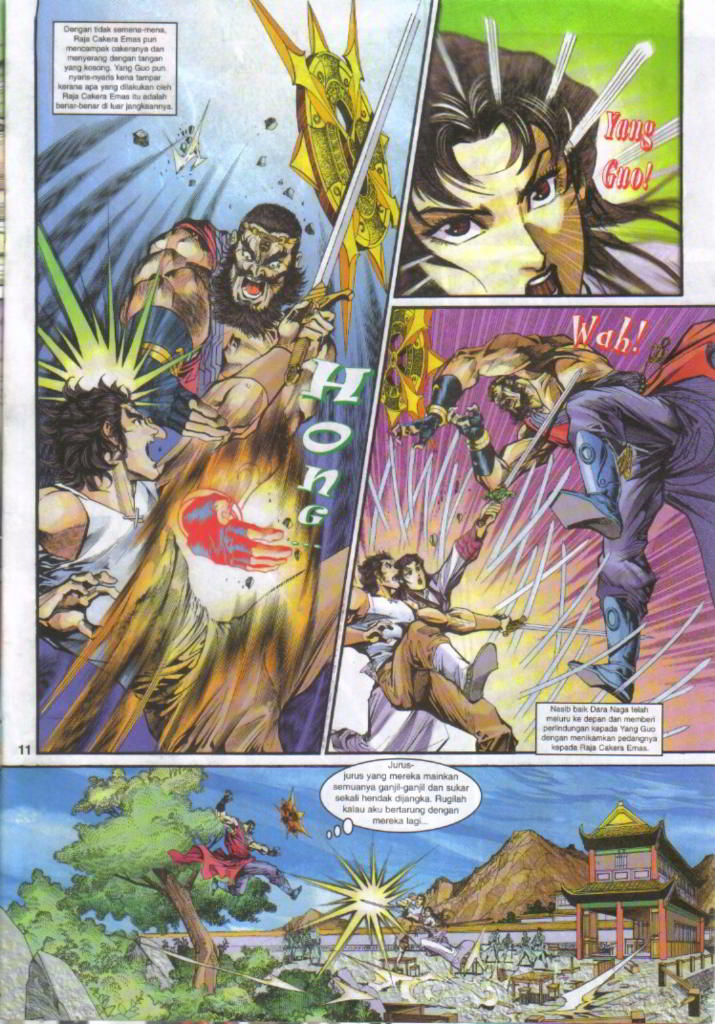 Dengan tidak semena-mena,
Raja Cakera Emas pun
mencampak cakeranya dan
menyerang dengan tangan
yang kosong. Yang Guo pun
nyaris-nyaris kena tampar
kerana apa yang dilakukan oleh
Raja Cakera Emas itu adalah
benar-benar di luar jangkaannya.
HONG
Yang
Guo!
Wah!
Nasib baik Dara Naga telah
meluru ke depan dan memberi
perlindungan kepada Yang Guo
dengan menikamkan pedangnya
kepada Raja Cakera Emas.
11
Jurus-
jurus yang mereka mainkan
semuanya ganjil-ganjil dan sukar
sekali hendak dijangka. Rugilah
kalau aku bertarung dengan
mereka lagi...